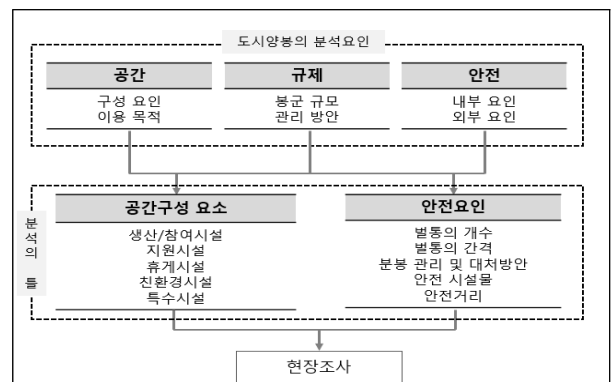 도시양봉의 분석요인
공간
구성 요인
이용 목적
규제
봉군 규모
관리 방안
안전
내부 요인
외부 요인
분석의 틀
공간구성 요소
생산/참여시설
지원시설
휴게시설
친환경시설
특수시설
안전요인
벌통의 개수
벌통의 간격
분봉 관리 및 대처방안
안전 시설물
안전거리
현장조사